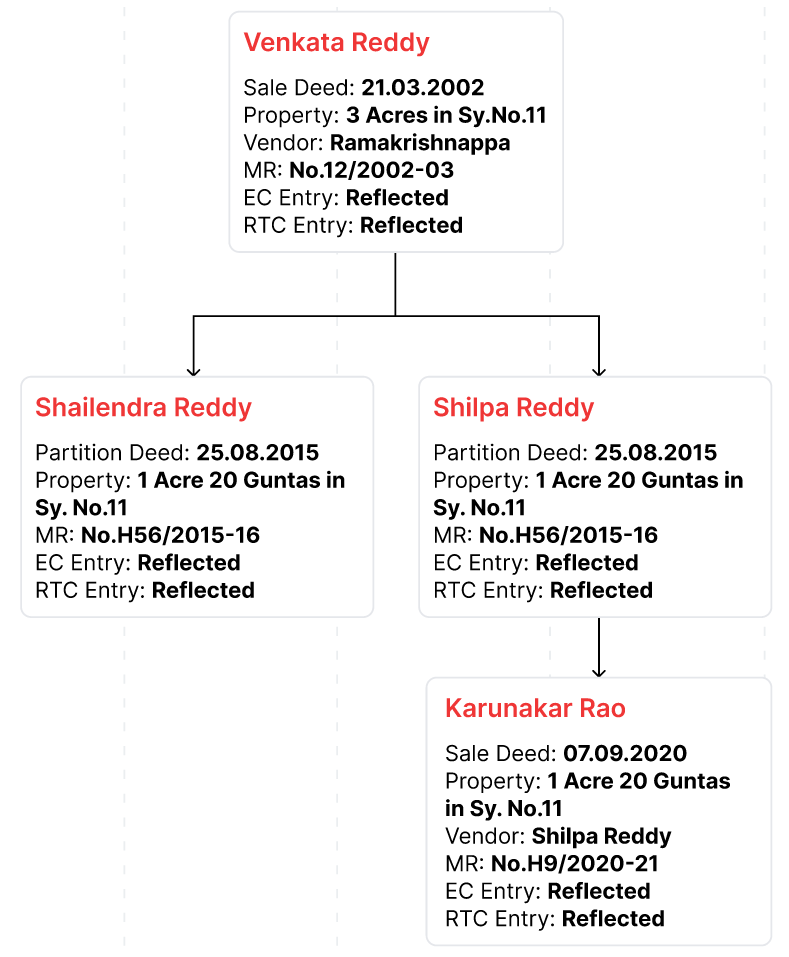 Venkata Reddy
Sale Deed: 21.03.2002
Property: 3 Acres in Sy.No.11
Vendor: Ramakrishnappa
MR: No.12/2002-03
EC Entry: Reflected
RTC Entry: Reflected
Shailendra Reddy
Partition Deed: 25.08.2015
Property: 1 Acre 20 Guntas in
Sy. No.11
MR: No.H56/2015-16
EC Entry: Reflected
RTC Entry: Reflected
Shilpa Reddy
Partition Deed: 25.08.2015
Property: 1 Acre 20 Guntas in
Sy. No.11
MR: No.H56/2015-16
EC Entry: Reflected
RTC Entry: Reflected
Karunakar Rao
Sale Deed: 07.09.2020
Property: 1 Acre 20 Guntas
in Sy. No.11
Vendor: Shilpa Reddy
MR: No.H9/2020-21
EC Entry: Reflected
RTC Entry: Reflected